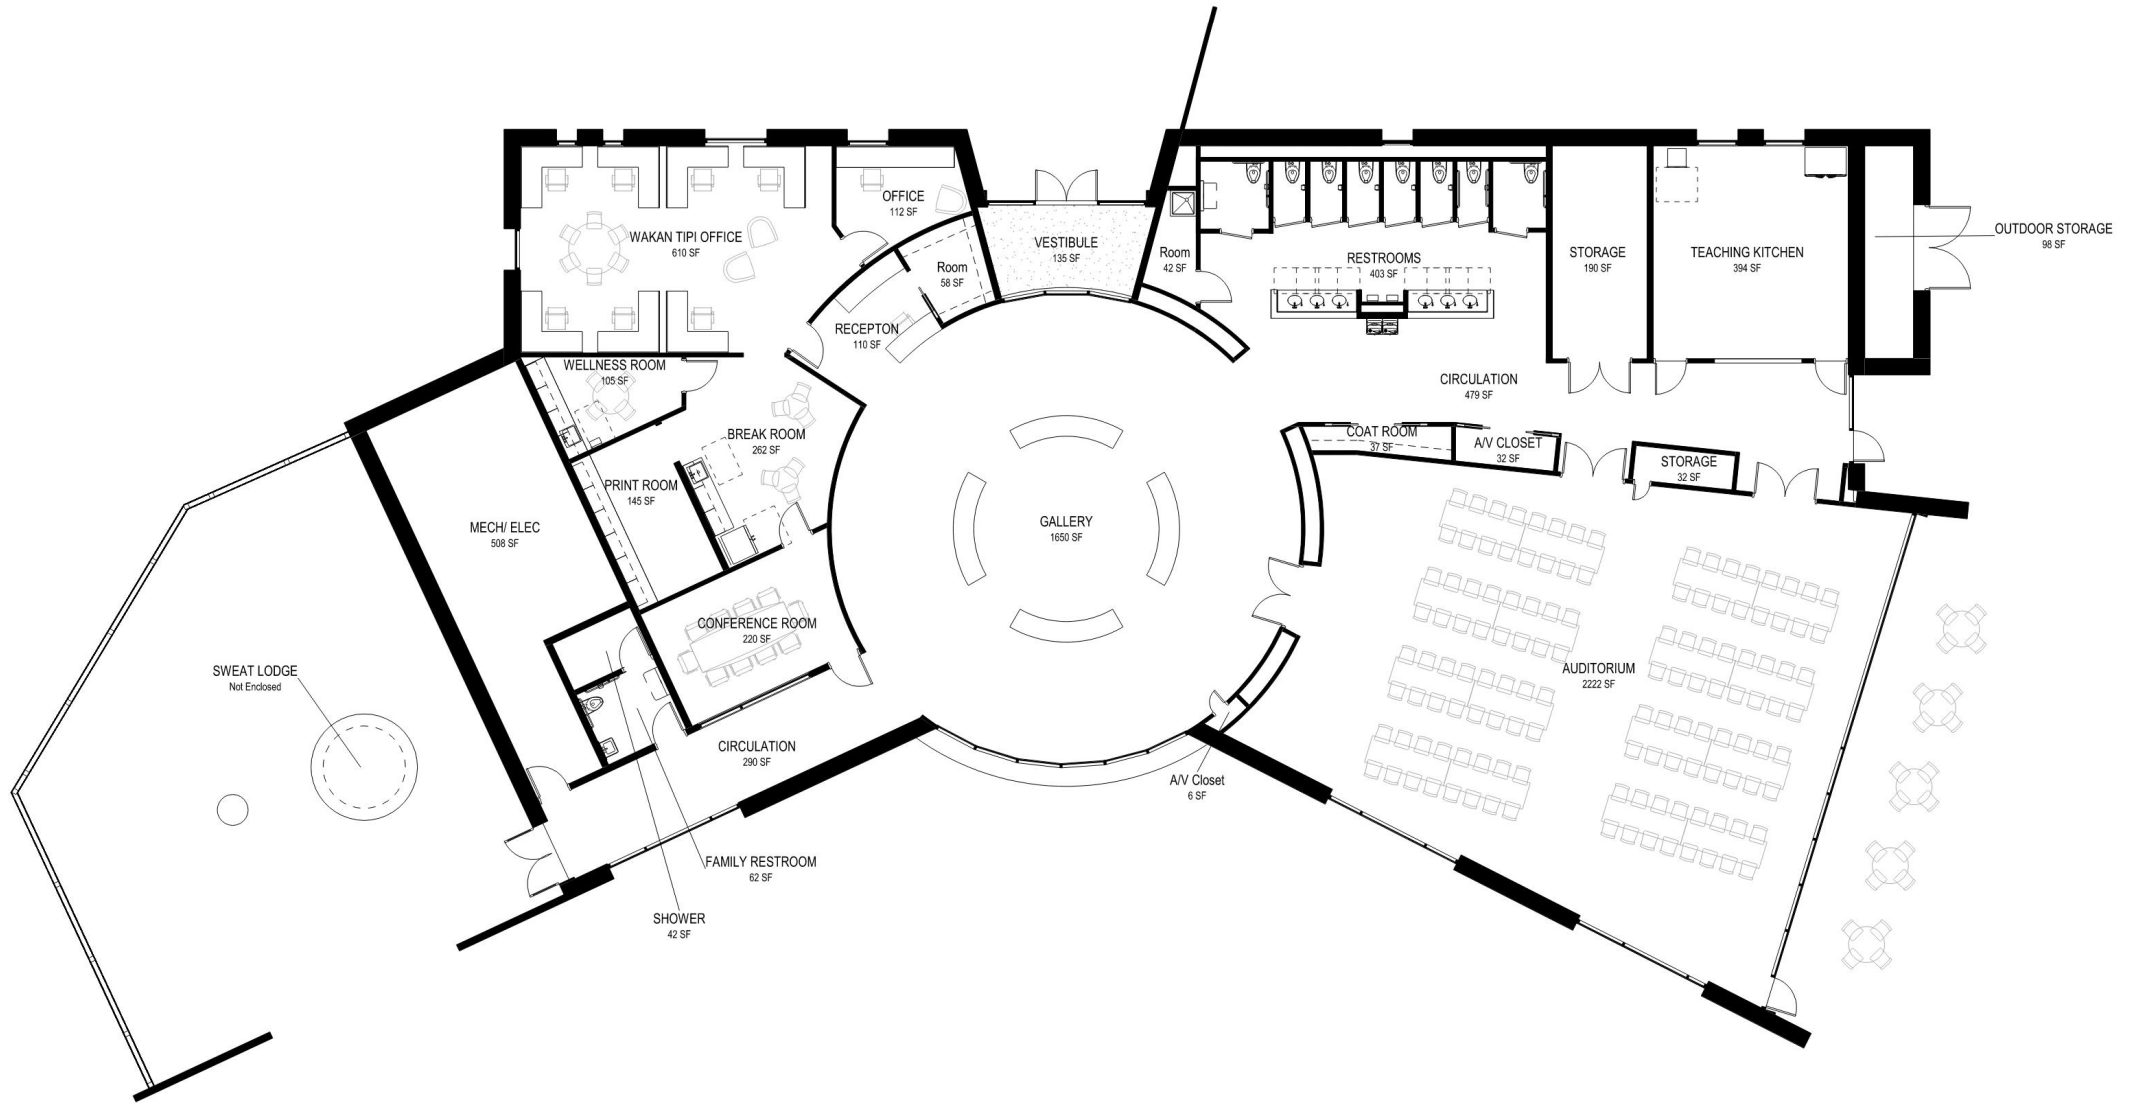 OFFICE
112 SF
WAKAN TIPI OFFICE
610 SF
VESTIBULE
135 SF
Room
58 SF
Room
42 SF
RESTROOMS
403 SF
STORAGE
190 SF
TEACHING KITCHEN
394 SF
OUTDOOR STORAGE
98 SF
RECEPTON
110 SF
WELLNESS ROOM
105 SF
CIRCULATION
479 SF
BREAK ROOM
262 SF
COAT ROOM
37 SF
A/V CLOSET
32 SF
STORAGE
32 SF
PRINT ROOM
145 SF
MECH/ ELEC
508 SF
GALLERY
1650 SF
CONFERENCE ROOM
220 SF
SWEAT LODGE
Not Enclosed
AUDITORIUM
2222 SF
CIRCULATION
290 SF
A/V Closet
6 SF
FAMILY RESTROOM
62 SF
SHOWER
42 SF